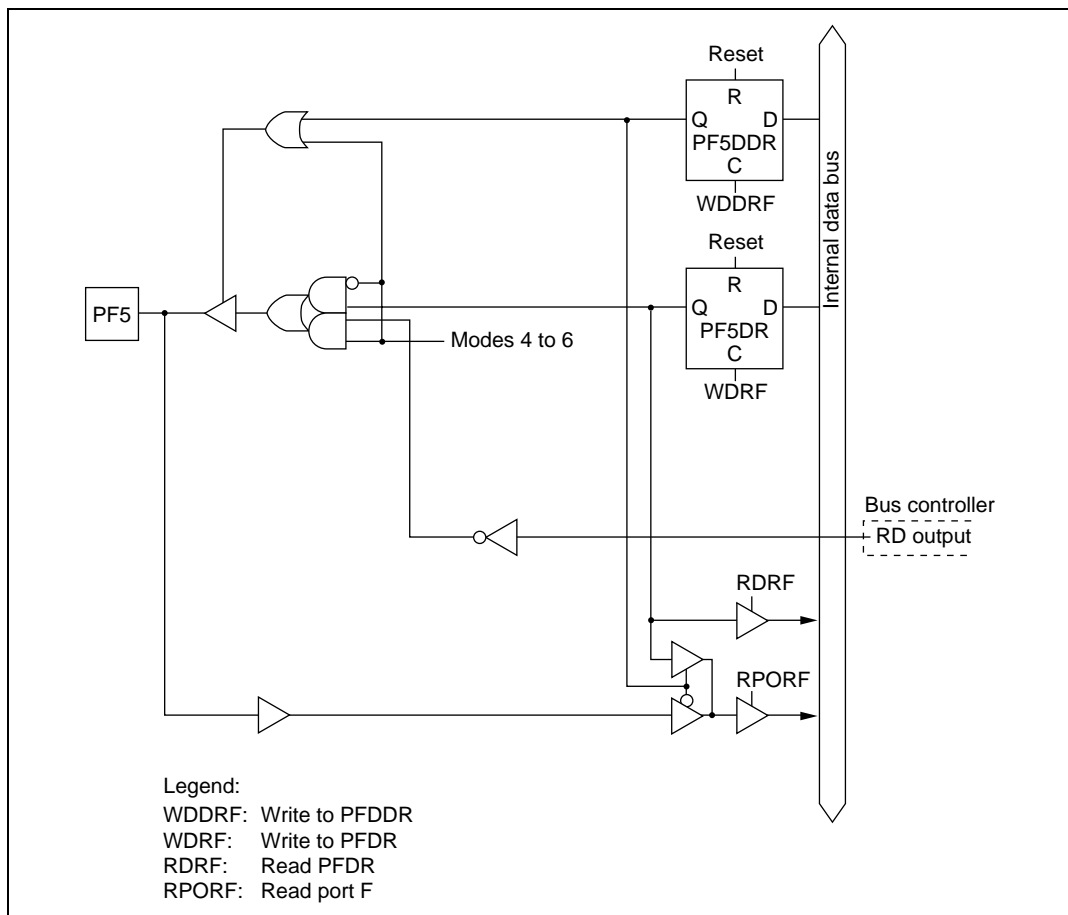 Reset
R
Q D
PF5DDR
C
WDDRF
Reset
R
Q D
PF5DR
C
WDRF
Internal data bus
PF5
Modes 4 to 6
Bus controller
RD output
RDRF
RPORF
Legend:
WDDRF: Write to PFDDR
WDRF: Write to PFDR
RDRF: Read PFDR
RPORF: Read port F